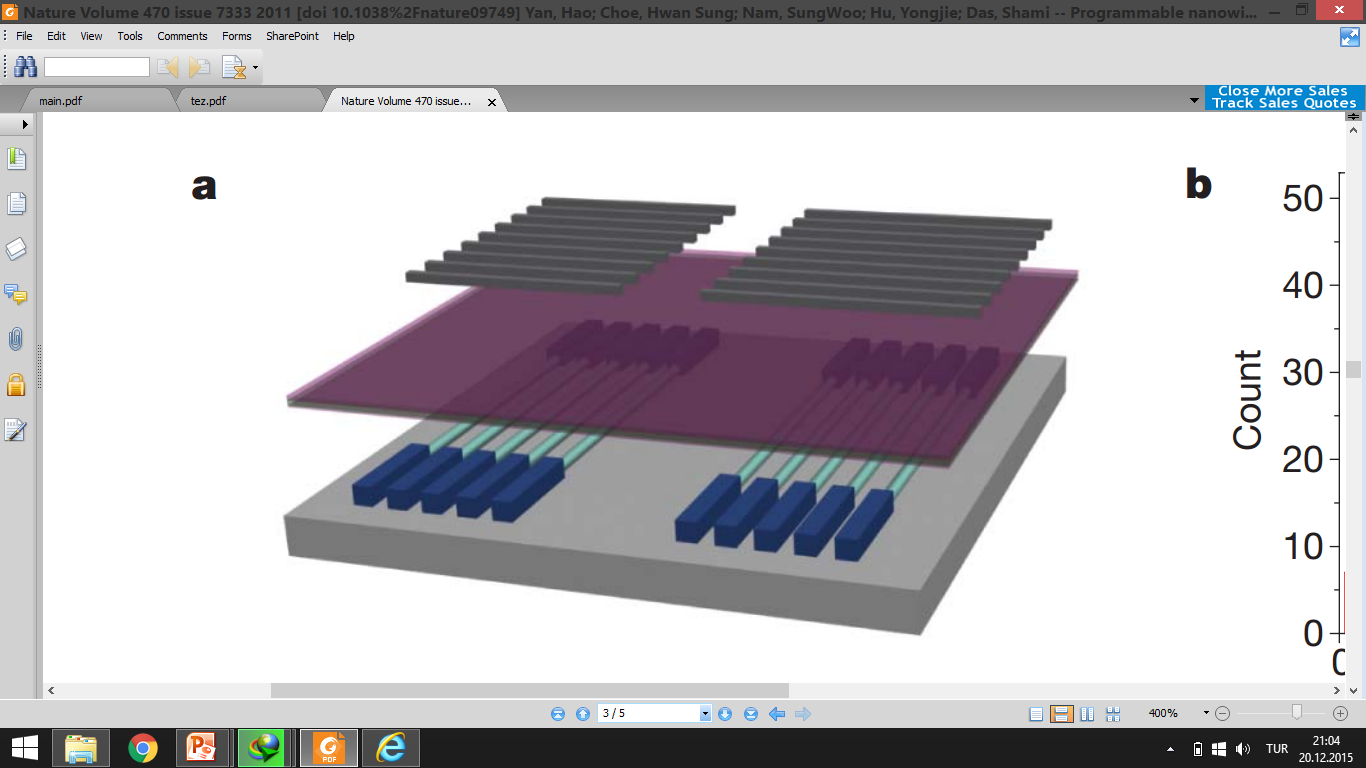 Nature Volume 470 issue 7333 2011 [doi 10.1038%2Fnature09749] Yan, Hao; Choe, Hwan Sung; Nam, SungWoo; Hu, Yongjie; Das, Shami -- Programmable nanowi...
File Edit View Tools Comments Forms SharePoint Help
main.pdf tez.pdf Nature Volume 470 issue...
Close More Sales
Track Sales Quotes
a b
50
40
30
Count
20
10
0
0
3 / 5 400%
PDF
TUR
21:04
20.12.2015